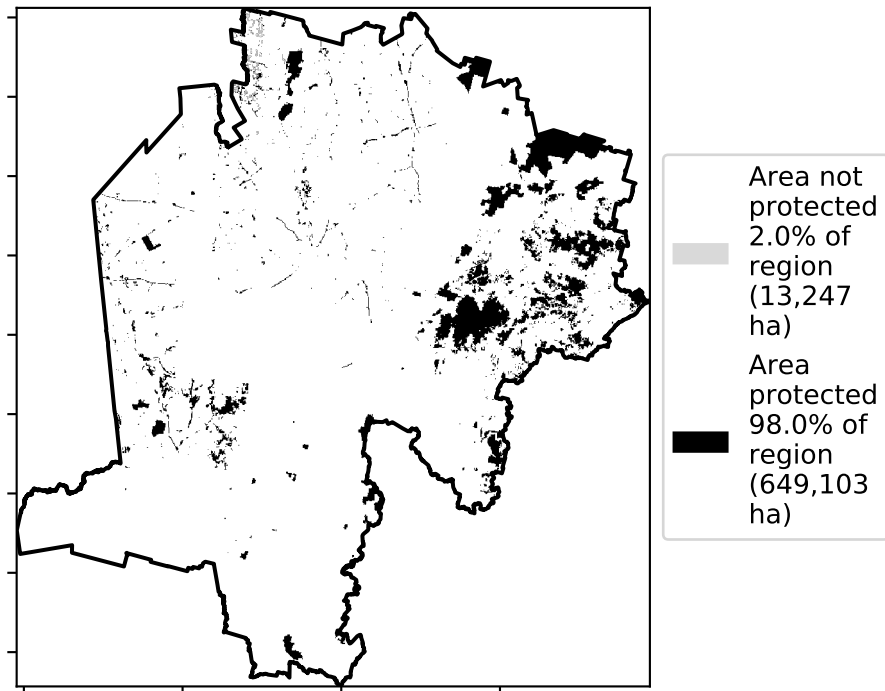 Area not
protected
2.0% of
region
(13,247
ha)
Area
protected
98.0% of
region
(649,103
ha)